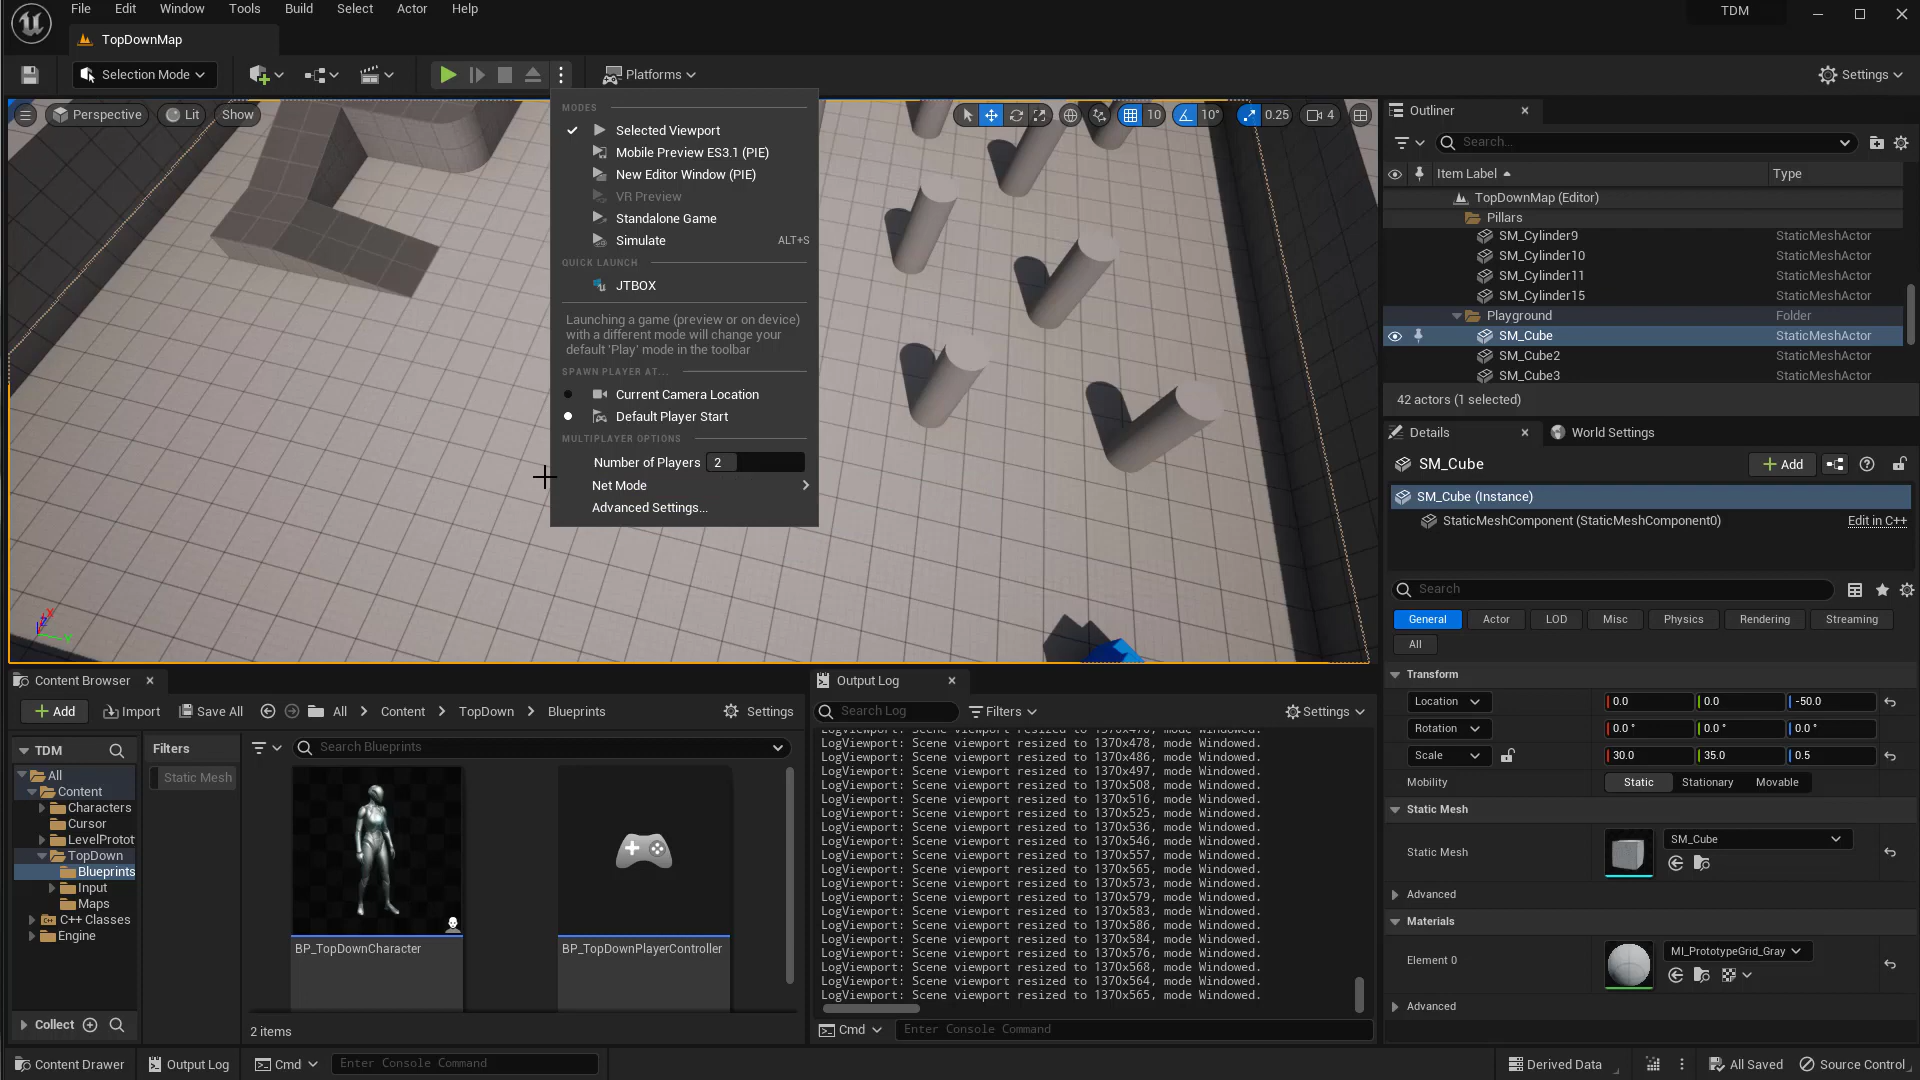 File Edit Window Tools Build Select Actor Help
TDM
TopDownMap
Selection Mode
Platforms
Settings
Perspective
Lit
Show
10
10°
0.25
4
MODES
Selected Viewport
Mobile Preview ES3.1 (PIE)
New Editor Window (PIE)
VR Preview
Standalone Game
Simulate ALT+S
QUICK LAUNCH
JTBOX
Launching a game (preview or on device)
with a different mode will change your
default 'Play' mode in the toolbar
SPAWN PLAYER AT...
Current Camera Location
Default Player Start
MULTIPLAYER OPTIONS
Number of Players 2
Net Mode
Advanced Settings...
X
Z
Y
Outliner
Search...
Item Label Type
TopDownMap (Editor)
Pillars
SM_Cylinder9 StaticMeshActor
SM_Cylinder10 StaticMeshActor
SM_Cylinder11 StaticMeshActor
SM_Cylinder15 StaticMeshActor
Playground Folder
SM_Cube StaticMeshActor
SM_Cube2 StaticMeshActor
SM_Cube3 StaticMeshActor
42 actors (1 selected)
Details
World Settings
SM_Cube
Add
SM_Cube (Instance)
StaticMeshComponent (StaticMeshComponent0) Edit in C++
Search
General Actor LOD Misc Physics Rendering Streaming
All
Transform
Location 0.0 0.0 -50.0
Rotation 0.0 ° 0.0 ° 0.0 °
Scale 30.0 35.0 0.5
Mobility Static Stationary Movable
Static Mesh
Static Mesh SM_Cube
Advanced
Materials
Element 0 MI_PrototypeGrid_Gray
Advanced
Content Browser
Add Import Save All All Content TopDown Blueprints Settings
TDM
All
Content
Characters
Cursor
LevelProtot
TopDown
Blueprints
Input
Maps
C++ Classes
Engine
Collect
Filters
Static Mesh
Search Blueprints
BP_TopDownCharacter
BP_TopDownPlayerController
2 items
Output Log
Search Log Filters Settings
LogViewport: Scene viewport resized to 1370x478, mode Windowed.
LogViewport: Scene viewport resized to 1370x486, mode Windowed.
LogViewport: Scene viewport resized to 1370x497, mode Windowed.
LogViewport: Scene viewport resized to 1370x508, mode Windowed.
LogViewport: Scene viewport resized to 1370x516, mode Windowed.
LogViewport: Scene viewport resized to 1370x525, mode Windowed.
LogViewport: Scene viewport resized to 1370x536, mode Windowed.
LogViewport: Scene viewport resized to 1370x546, mode Windowed.
LogViewport: Scene viewport resized to 1370x557, mode Windowed.
LogViewport: Scene viewport resized to 1370x565, mode Windowed.
LogViewport: Scene viewport resized to 1370x573, mode Windowed.
LogViewport: Scene viewport resized to 1370x579, mode Windowed.
LogViewport: Scene viewport resized to 1370x583, mode Windowed.
LogViewport: Scene viewport resized to 1370x586, mode Windowed.
LogViewport: Scene viewport resized to 1370x584, mode Windowed.
LogViewport: Scene viewport resized to 1370x576, mode Windowed.
LogViewport: Scene viewport resized to 1370x568, mode Windowed.
LogViewport: Scene viewport resized to 1370x564, mode Windowed.
LogViewport: Scene viewport resized to 1370x565, mode Windowed.
Cmd Enter Console Command
Content Drawer Output Log Cmd Enter Console Command Derived Data All Saved Source Control